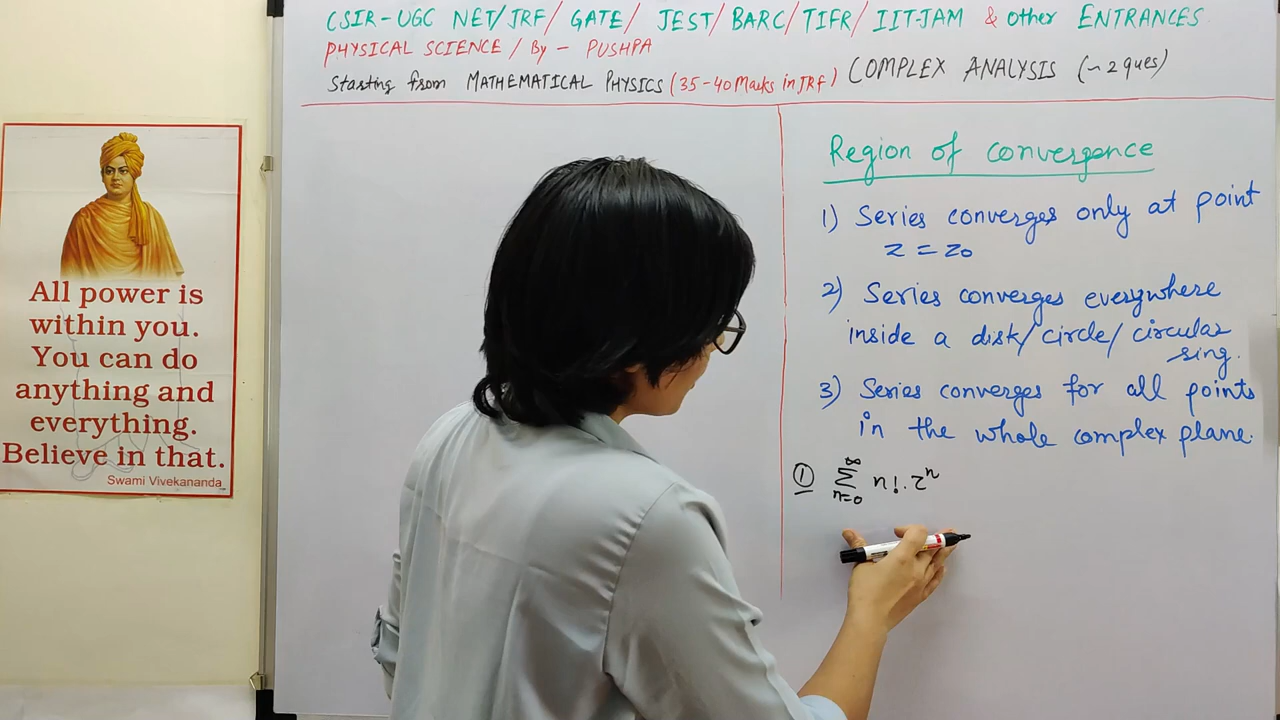 CSIR-UGC NET/JRF/ GATE/ JEST/ BARC/ TIFR/ IIT-JAM & Other ENTRANCES
PHYSICAL SCIENCE / By - PUSHPA
Starting from MATHEMATICAL PHYSICS (35-40 Marks in JRF) COMPLEX ANALYSIS (~2 ques)
All power is
within you.
You can do
anything and
everything.
Believe in that.
Swami Vivekananda
Region of convergence
1) Series converges only at point
z = z0
2) Series converges everywhere
inside a disk/circle/circular
ring.
3) Series converges for all points
in the whole complex plane.
① ∞∑n=0 n!.zⁿ